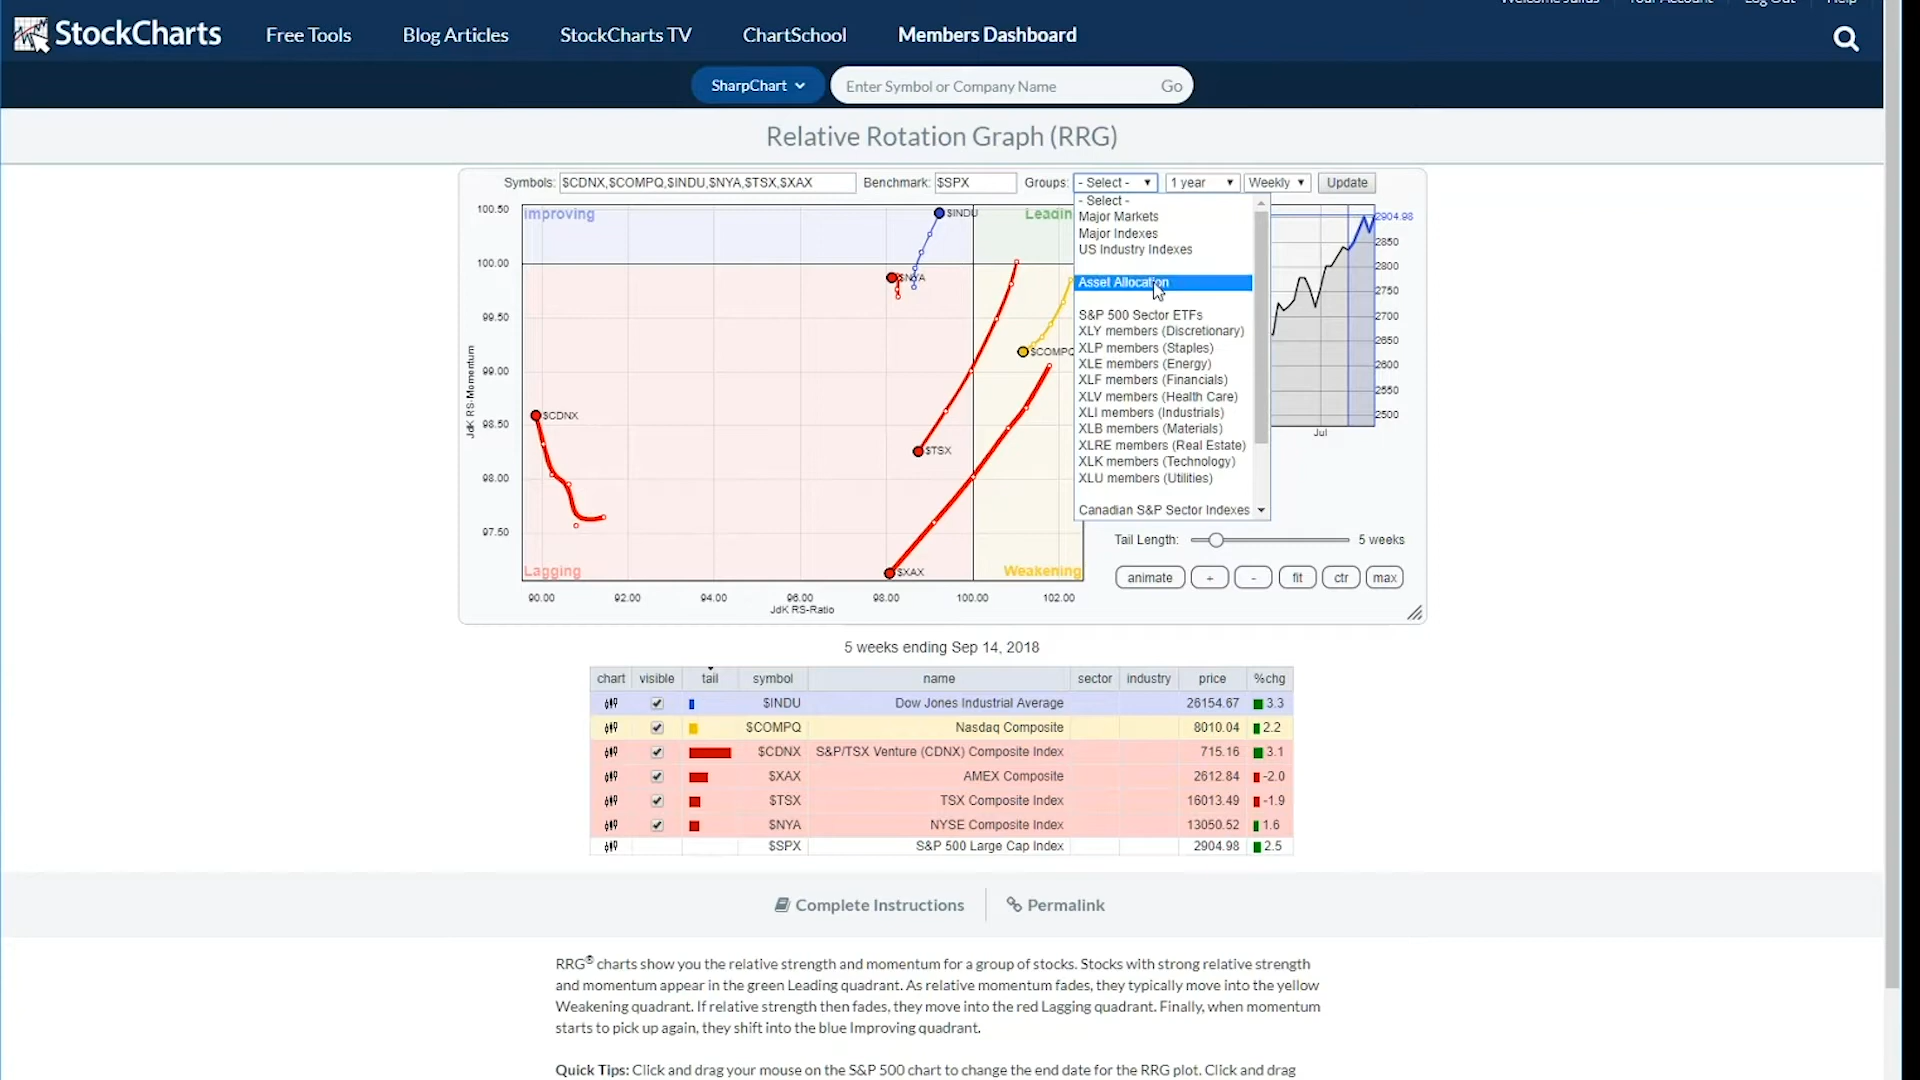 Welcome Julius Your Account Log Out Help
StockCharts Free Tools Blog Articles StockCharts TV ChartSchool Members Dashboard
SharpChart Enter Symbol or Company Name Go
Relative Rotation Graph (RRG)
Symbols: $CDNX,$COMPQ,$INDU,$NYA,$TSX,$XAX Benchmark: $SPX Groups: - Select - 1 year Weekly Update
- Select -
Major Markets
Major Indexes
US Industry Indexes
Asset Allocation
S&P 500 Sector ETFs
XLY members (Discretionary)
XLP members (Staples)
XLE members (Energy)
XLF members (Financials)
XLV members (Health Care)
XLI members (Industrials)
XLB members (Materials)
XLRE members (Real Estate)
XLK members (Technology)
XLU members (Utilities)
Canadian S&P Sector Indexes
Improving
Leadin
Lagging
Weakening
100.50
100.00
99.50
99.00
98.50
98.00
97.50
JdK RS-Momentum
90.00 92.00 94.00 96.00 98.00 100.00 102.00
JdK RS-Ratio
$INDU
$NYA
$COMPQ
$CDNX
$TSX
$XAX
2904.98
2850
2800
2750
2700
2650
2600
2550
2500
Jul
Tail Length: 5 weeks
animate + - fit ctr max
5 weeks ending Sep 14, 2018
chart visible tail symbol name sector industry price %chg
$INDU Dow Jones Industrial Average 26154.67 3.3
$COMPQ Nasdaq Composite 8010.04 2.2
$CDNX S&P/TSX Venture (CDNX) Composite Index 715.16 3.1
$XAX AMEX Composite 2612.84 -2.0
$TSX TSX Composite Index 16013.49 -1.9
$NYA NYSE Composite Index 13050.52 1.6
$SPX S&P 500 Large Cap Index 2904.98 2.5
Complete Instructions Permalink
RRG® charts show you the relative strength and momentum for a group of stocks. Stocks with strong relative strength
and momentum appear in the green Leading quadrant. As relative momentum fades, they typically move into the yellow
Weakening quadrant. If relative strength then fades, they move into the red Lagging quadrant. Finally, when momentum
starts to pick up again, they shift into the blue Improving quadrant.
Quick Tips: Click and drag your mouse on the S&P 500 chart to change the end date for the RRG plot. Click and drag